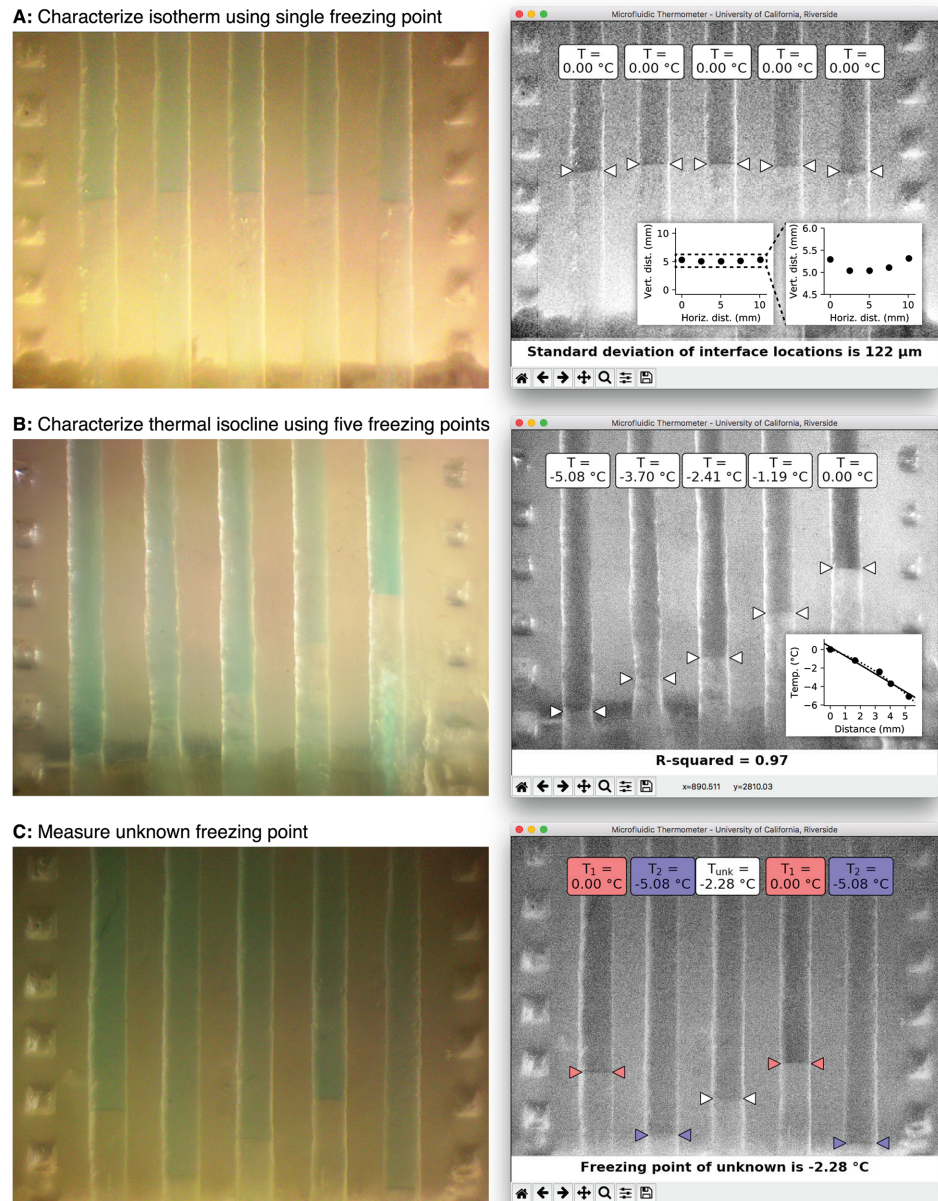 A: Characterize isotherm using single freezing point
Microfluidic Thermometer - University of California, Riverside
T =
0.00 °C
T =
0.00 °C
T =
0.00 °C
T =
0.00 °C
T =
0.00 °C
Vert. dist. (mm)
10
5
0
0
5
10
Horiz. dist. (mm)
Vert. dist. (mm)
6.0
5.5
5.0
4.5
0
5
10
Horiz. dist. (mm)
Standard deviation of interface locations is 122 μm
B: Characterize thermal isocline using five freezing points
Microfluidic Thermometer - University of California, Riverside
T =
-5.08 °C
T =
-3.70 °C
T =
-2.41 °C
T =
-1.19 °C
T =
0.00 °C
Temp. (°C)
0
−2
−4
−6
0 1 2 3 4 5
Distance (mm)
R-squared = 0.97
x=890.511 y=2810.03
C: Measure unknown freezing point
Microfluidic Thermometer - University of California, Riverside
T1 =
0.00 °C
T2 =
-5.08 °C
Tunk =
-2.28 °C
T1 =
0.00 °C
T2 =
-5.08 °C
Freezing point of unknown is -2.28 °C